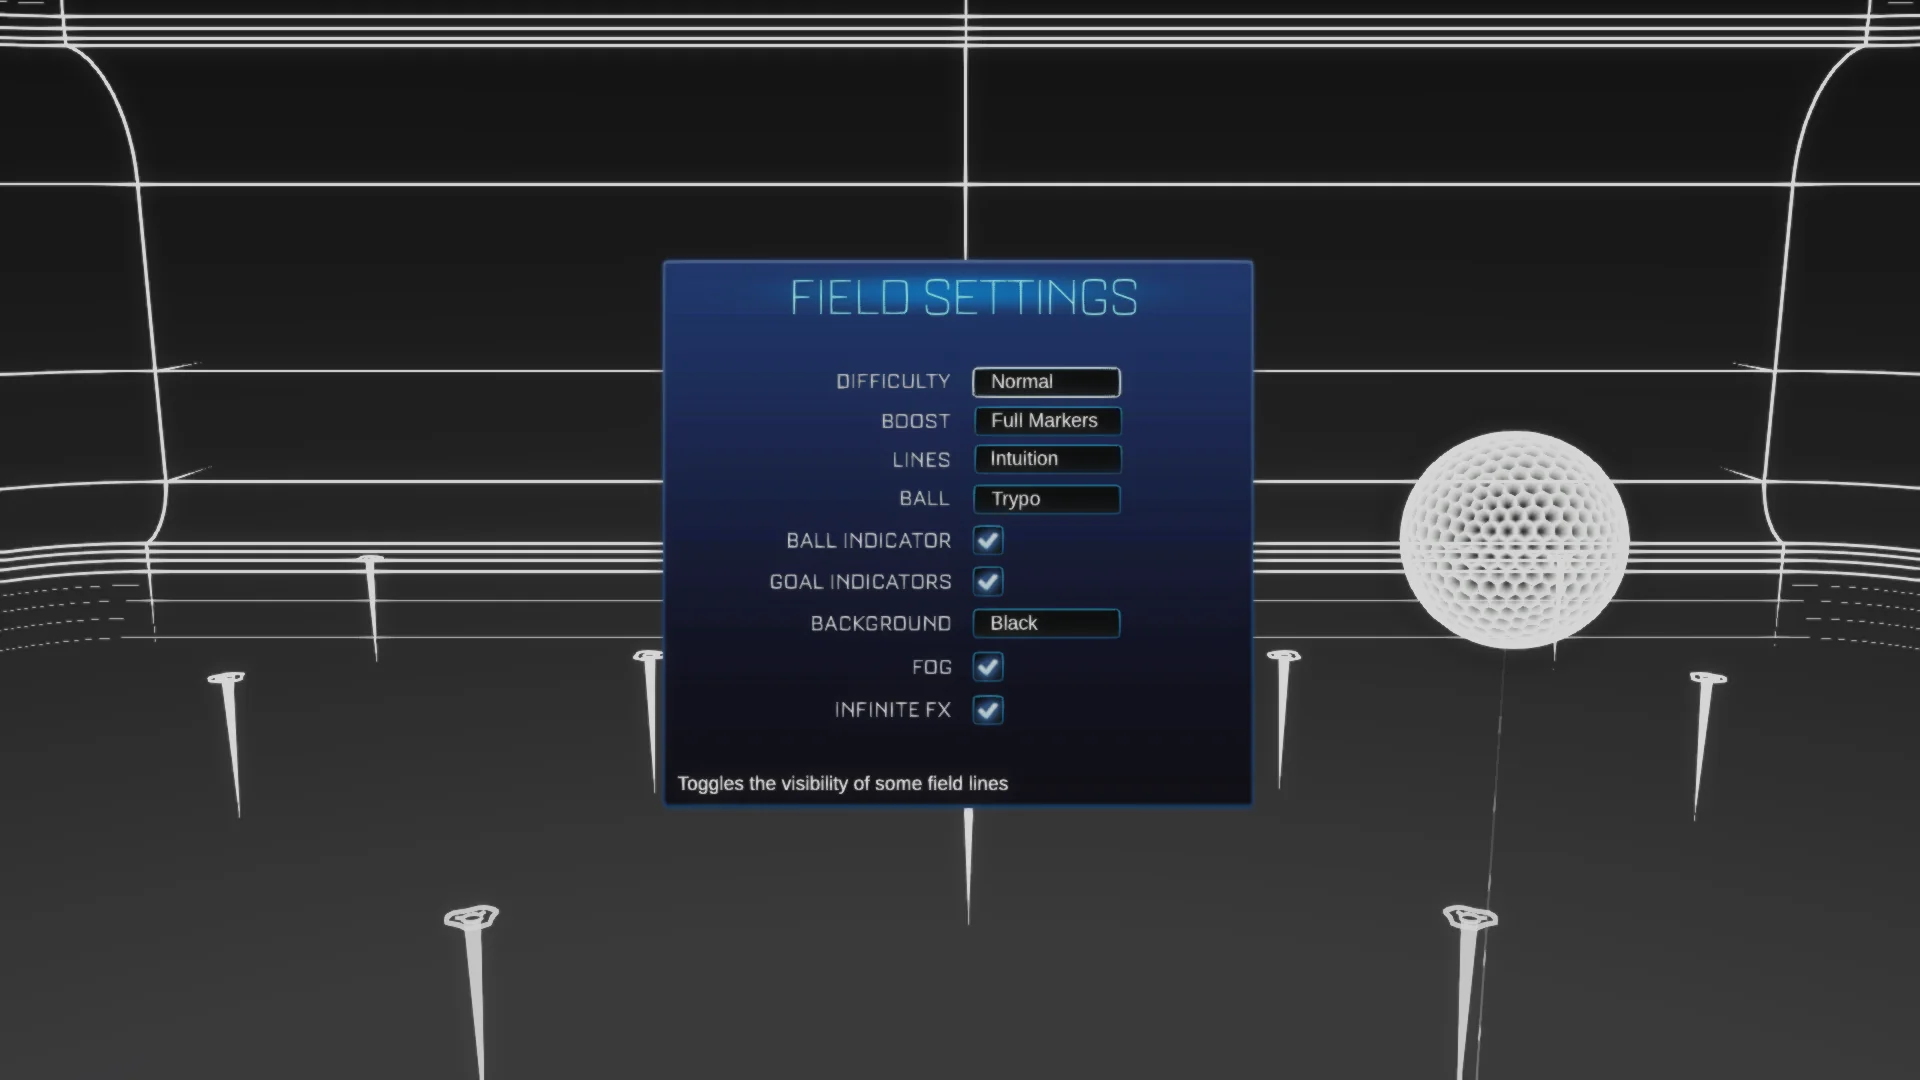 FIELD SETTINGS
DIFFICULTY Normal
BOOST Full Markers
LINES Intuition
BALL Trypo
BALL INDICATOR
GOAL INDICATORS
BACKGROUND Black
FOG
INFINITE FX
Toggles the visibility of some field lines